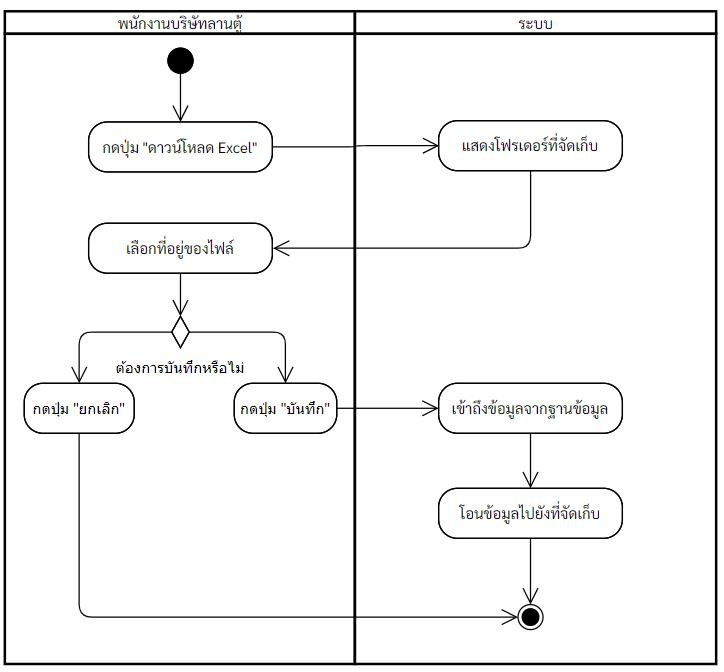 พนักงานบริษัทลานตู้
ระบบ
กดปุ่ม "ดาวน์โหลด Excel"
แสดงโฟรเดอร์ที่จัดเก็บ
เลือกที่อยู่ของไฟล์
ต้องการบันทึกหรือไม่
กดปุ่ม "ยกเลิก"
กดปุ่ม "บันทึก"
เข้าถึงข้อมูลจากฐานข้อมูล
โอนข้อมูลไปยังที่จัดเก็บ